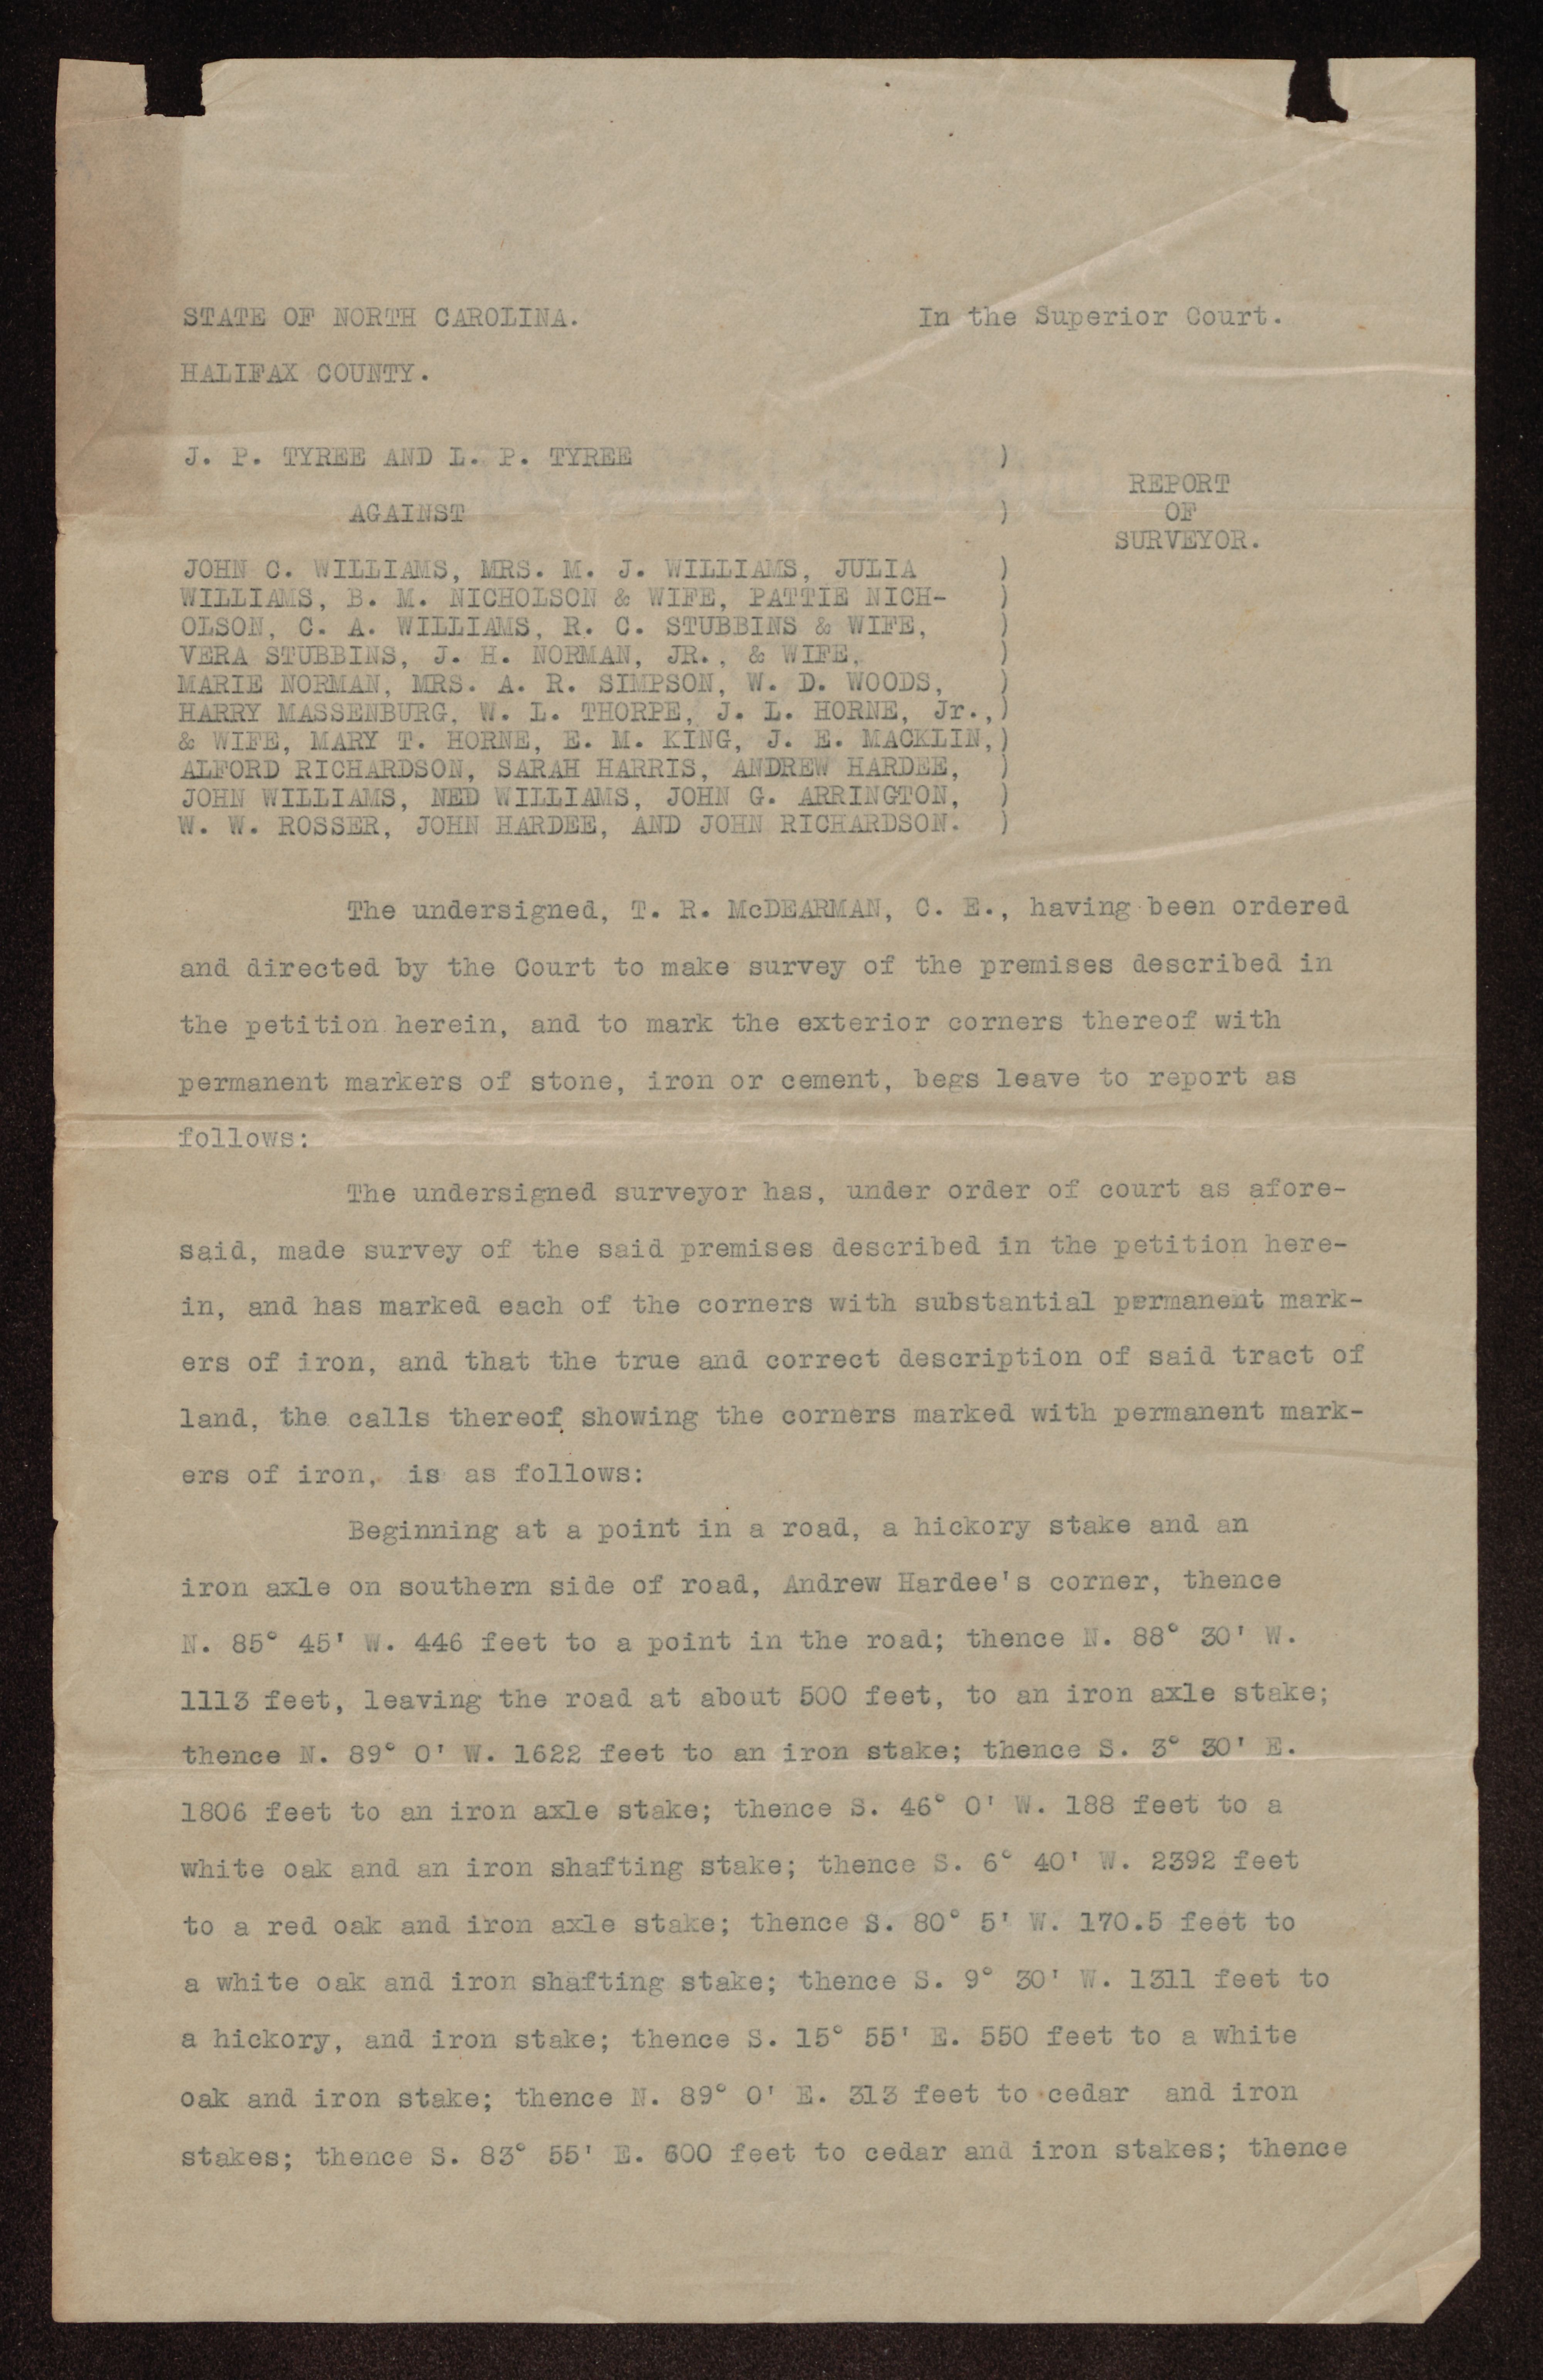 STATE OF NORTH CAROLINA. In the Superior Court.
HALIFAX COUNTY.
J. P. TYREE AND L. P. TYREE )
REPORT
AGAINST ) OF
SURVEYOR.
JOHN C. WILLIAMS, MRS. M. J. WILLIAMS, JULIA )
WILLIAMS, B. M. NICHOLSON & WIFE, PATTIE NICH- )
OLSON, C. A. WILLIAMS, R. C. STUBBINS & WIFE, )
VERA STUBBINS, J. H. NORMAN, JR., & WIFE, )
MARIE NORMAN, MRS. A. R. SIMPSON, W. D. WOODS, )
HARRY MASSENBURG, W. L. THORPE, J. L. HORNE, Jr.,)
& WIFE, MARY T. HORNE, E. M. KING, J. E. MACKLIN,)
ALFORD RICHARDSON, SARAH HARRIS, ANDREW HARDEE, )
JOHN WILLIAMS, NED WILLIAMS, JOHN G. ARRINGTON, )
W. W. ROSSER, JOHN HARDEE, AND JOHN RICHARDSON. )
The undersigned, T. R. McDEARMAN, C. E., having been ordered
and directed by the Court to make survey of the premises described in
the petition herein, and to mark the exterior corners thereof with
permanent markers of stone, iron or cement, begs leave to report as
follows:
The undersigned surveyor has, under order of court as afore-
said, made survey of the said premises described in the petition here-
in, and has marked each of the corners with substantial permanent mark-
ers of iron, and that the true and correct description of said tract of
land, the calls thereof showing the corners marked with permanent mark-
ers of iron, is as follows:
Beginning at a point in a road, a hickory stake and an
iron axle on southern side of road, Andrew Hardee's corner, thence
N. 85° 45' W. 446 feet to a point in the road; thence N. 88° 30' W.
1113 feet, leaving the road at about 500 feet, to an iron axle stake;
thence N. 89° 0' W. 1622 feet to an iron stake; thence S. 3° 30' E.
1806 feet to an iron axle stake; thence S. 46° 0' W. 188 feet to a
white oak and an iron shafting stake; thence S. 6° 40' W. 2392 feet
to a red oak and iron axle stake; thence S. 80° 5' W. 170.5 feet to
a white oak and iron shafting stake; thence S. 9° 30' W. 1311 feet to
a hickory, and iron stake; thence S. 15° 55' E. 550 feet to a white
oak and iron stake; thence N. 89° 0' E. 313 feet to cedar and iron
stakes; thence S. 83° 55' E. 600 feet to cedar and iron stakes; thence